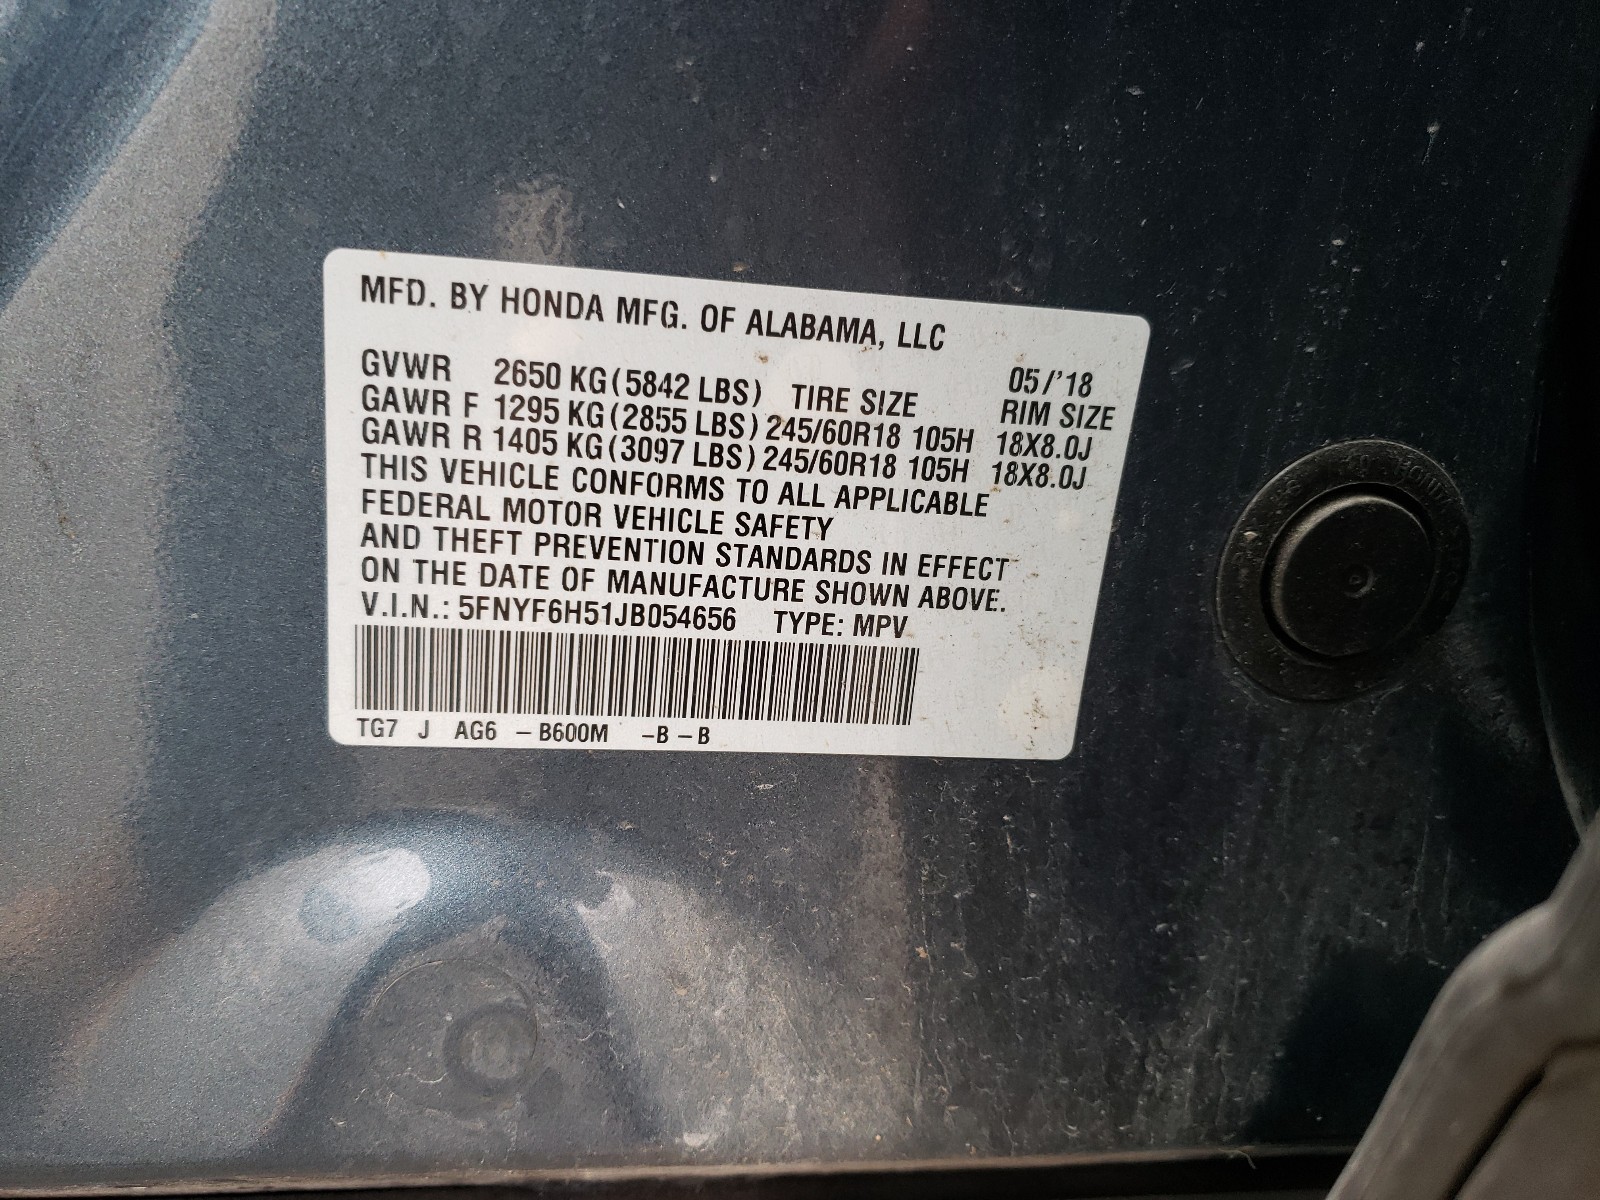 MFD. BY HONDA MFG. OF ALABAMA, LLC
05/'18
GVWR 2650 KG(5842 LBS) TIRE SIZE RIM SIZE
GAWR F 1295 KG(2855 LBS) 245/60R18 105H 18X8.0J
GAWR R 1405 KG(3097 LBS) 245/60R18 105H 18X8.0J
THIS VEHICLE CONFORMS TO ALL APPLICABLE
FEDERAL MOTOR VEHICLE SAFETY
AND THEFT PREVENTION STANDARDS IN EFFECT
ON THE DATE OF MANUFACTURE SHOWN ABOVE.
V.I.N.: 5FNYF6H51JB054656 TYPE: MPV
TG7 J AG6 -B600M -B-B